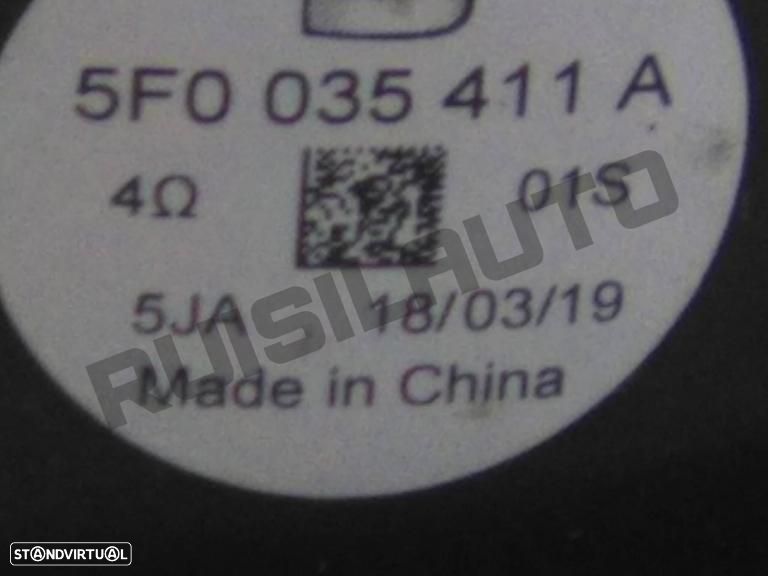 5F0 035 411 A
4Ω 01S
5JA 18/03/19
Made in China
RUISILAUTO
STANDVIRTUAL